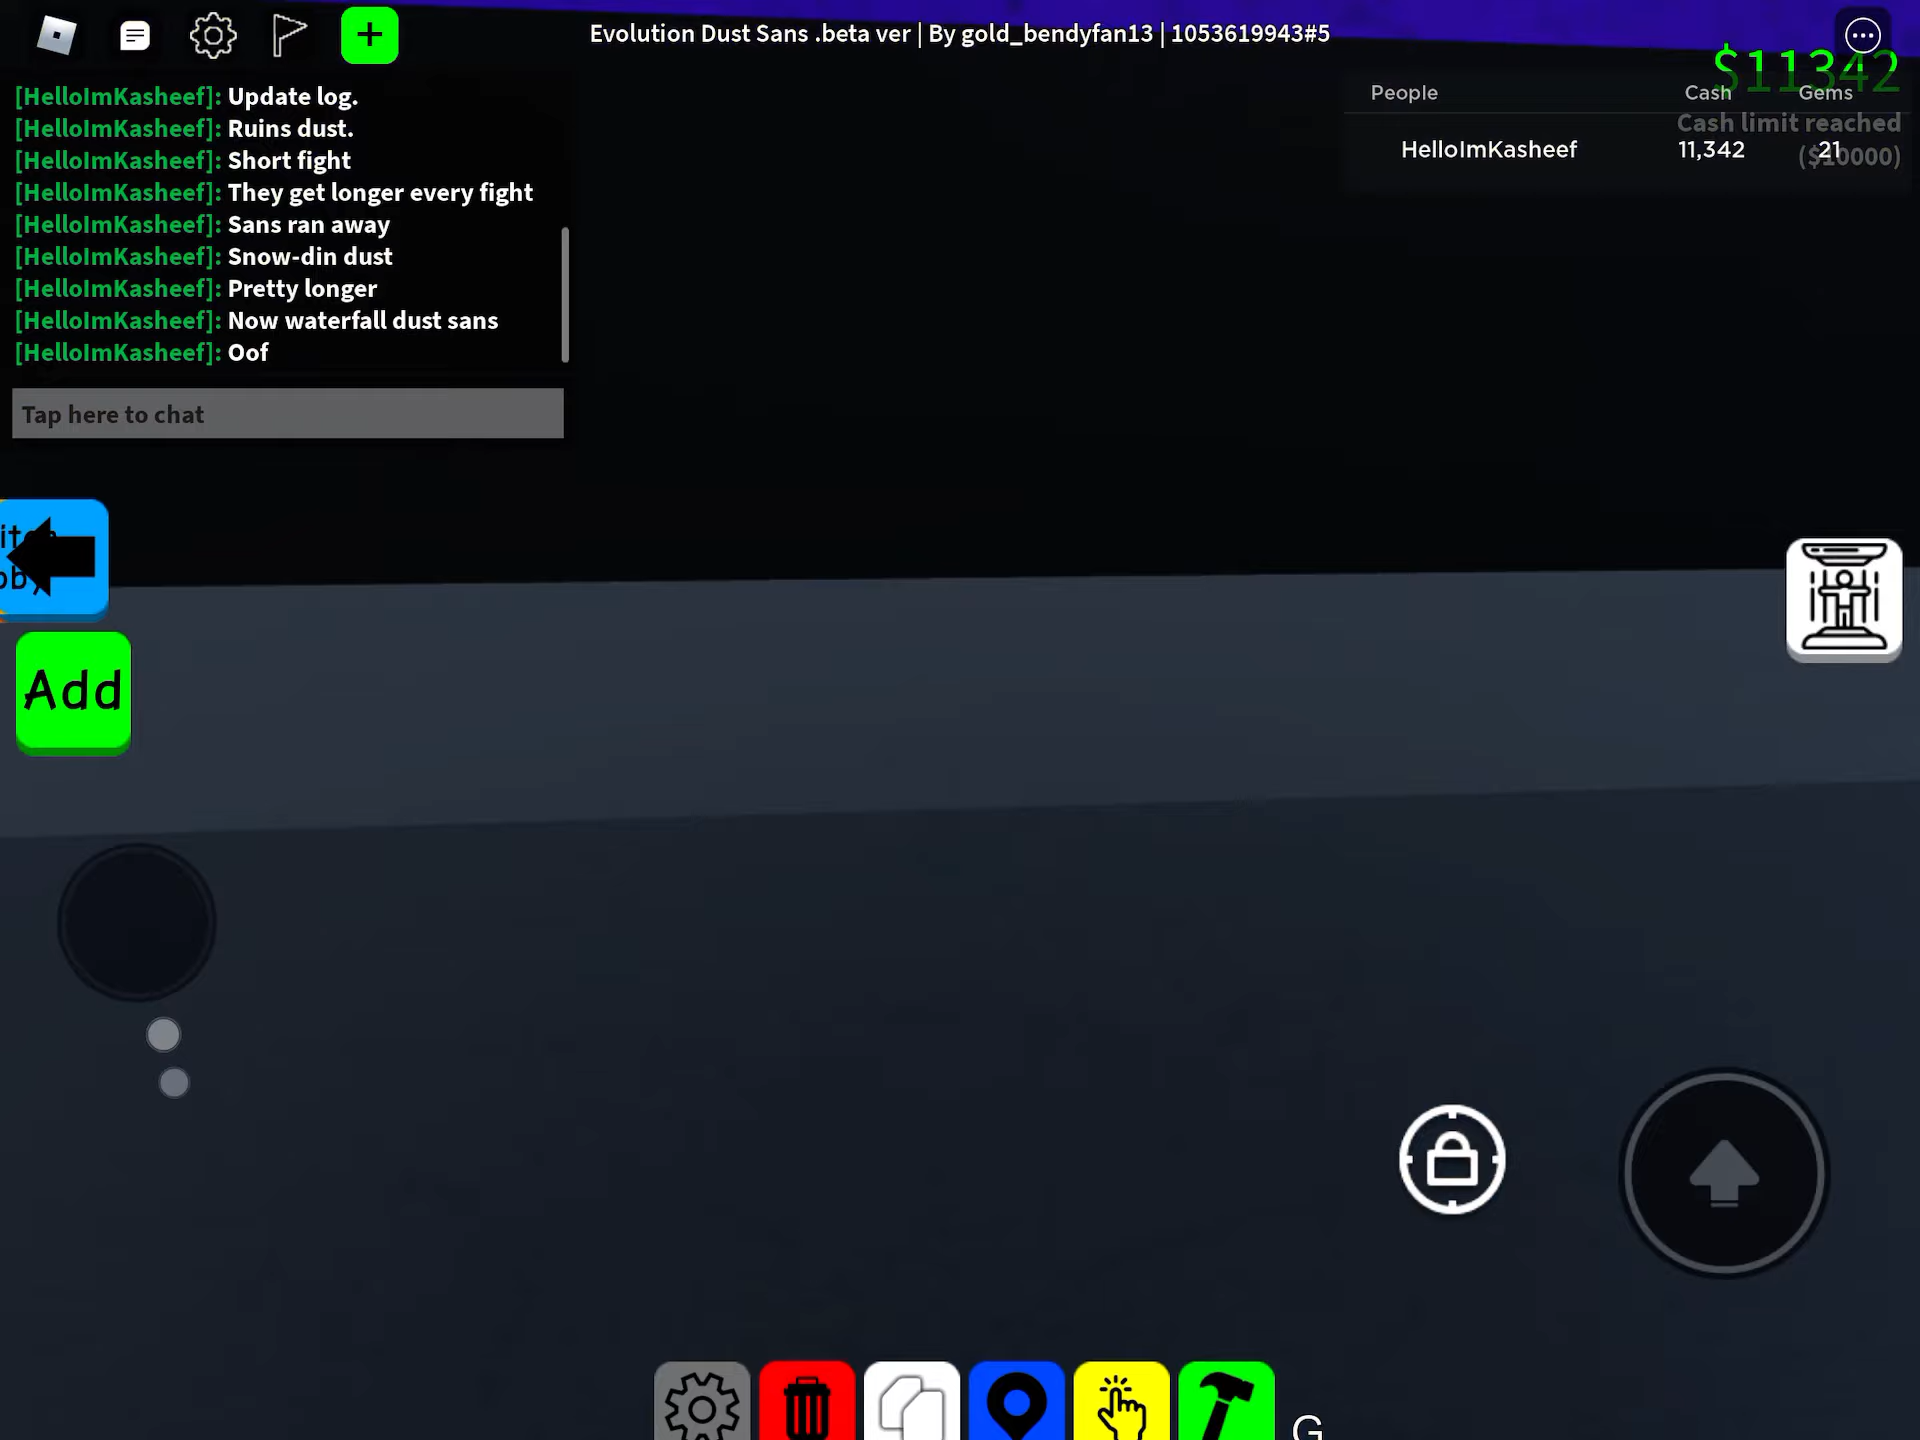 Evolution Dust Sans .beta ver | By gold_bendyfan13 | 1053619943#5
$11342
People Cash Gems
Cash limit reached
($10000)
HelloImKasheef 11,342 21
[HelloImKasheef]: Update log.
[HelloImKasheef]: Ruins dust.
[HelloImKasheef]: Short fight
[HelloImKasheef]: They get longer every fight
[HelloImKasheef]: Sans ran away
[HelloImKasheef]: Snow-din dust
[HelloImKasheef]: Pretty longer
[HelloImKasheef]: Now waterfall dust sans
[HelloImKasheef]: Oof
Tap here to chat
Add
G